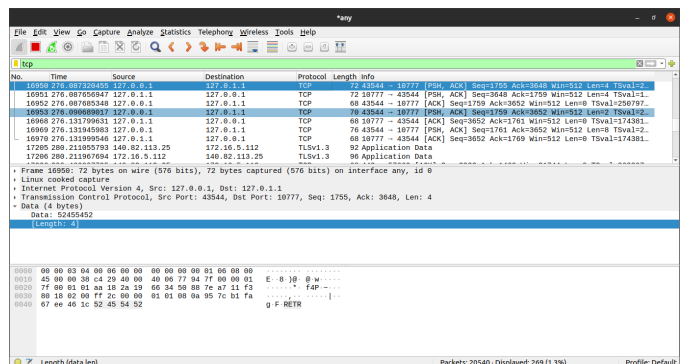 *any
File Edit View Go Capture Analyze Statistics Telephony Wireless Tools Help
tcp
No. Time Source Destination Protocol Length Info
16950 276.087320455 127.0.0.1 127.0.1.1 TCP 72 43544 → 10777 [PSH, ACK] Seq=1755 Ack=3648 Win=512 Len=4 TSval=2…
16951 276.087656947 127.0.1.1 127.0.0.1 TCP 72 10777 → 43544 [PSH, ACK] Seq=3648 Ack=1759 Win=512 Len=4 TSval=1…
16952 276.087685348 127.0.0.1 127.0.1.1 TCP 68 43544 → 10777 [ACK] Seq=1759 Ack=3652 Win=512 Len=0 TSval=250797…
16953 276.090689017 127.0.0.1 127.0.1.1 TCP 70 43544 → 10777 [PSH, ACK] Seq=1759 Ack=3652 Win=512 Len=2 TSval=2…
16968 276.131799631 127.0.1.1 127.0.0.1 TCP 68 10777 → 43544 [ACK] Seq=3652 Ack=1761 Win=512 Len=0 TSval=174381…
16969 276.131945983 127.0.0.1 127.0.1.1 TCP 76 43544 → 10777 [PSH, ACK] Seq=1761 Ack=3652 Win=512 Len=8 TSval=2…
16970 276.131999546 127.0.1.1 127.0.0.1 TCP 68 10777 → 43544 [ACK] Seq=3652 Ack=1769 Win=512 Len=0 TSval=174381…
17205 280.211055793 140.82.113.25 172.16.5.112 TLSv1.3 92 Application Data
17206 280.211967694 172.16.5.112 140.82.113.25 TLSv1.3 96 Application Data
Frame 16950: 72 bytes on wire (576 bits), 72 bytes captured (576 bits) on interface any, id 0
Linux cooked capture
Internet Protocol Version 4, Src: 127.0.0.1, Dst: 127.0.1.1
Transmission Control Protocol, Src Port: 43544, Dst Port: 10777, Seq: 1755, Ack: 3648, Len: 4
Data (4 bytes)
Data: 52455452
[Length: 4]
0000 00 00 03 04 00 06 00 00 00 00 00 00 01 06 08 00 ········ ········
0010 45 00 00 38 c4 29 40 00 40 06 77 94 7f 00 00 01 E··8·)@· @·w·····
0020 7f 00 01 01 aa 18 2a 19 66 34 50 88 7e a7 11 f3 ······*· f4P·~···
0030 80 18 02 00 ff 2c 00 00 01 01 08 0a 95 7c b1 fa ·····,·· ·····|··
0040 67 ee 46 1c 52 45 54 52 g·F·RETR
Length (data.len)
Packets: 20540 · Displayed: 269 (1.3%)
Profile: Default